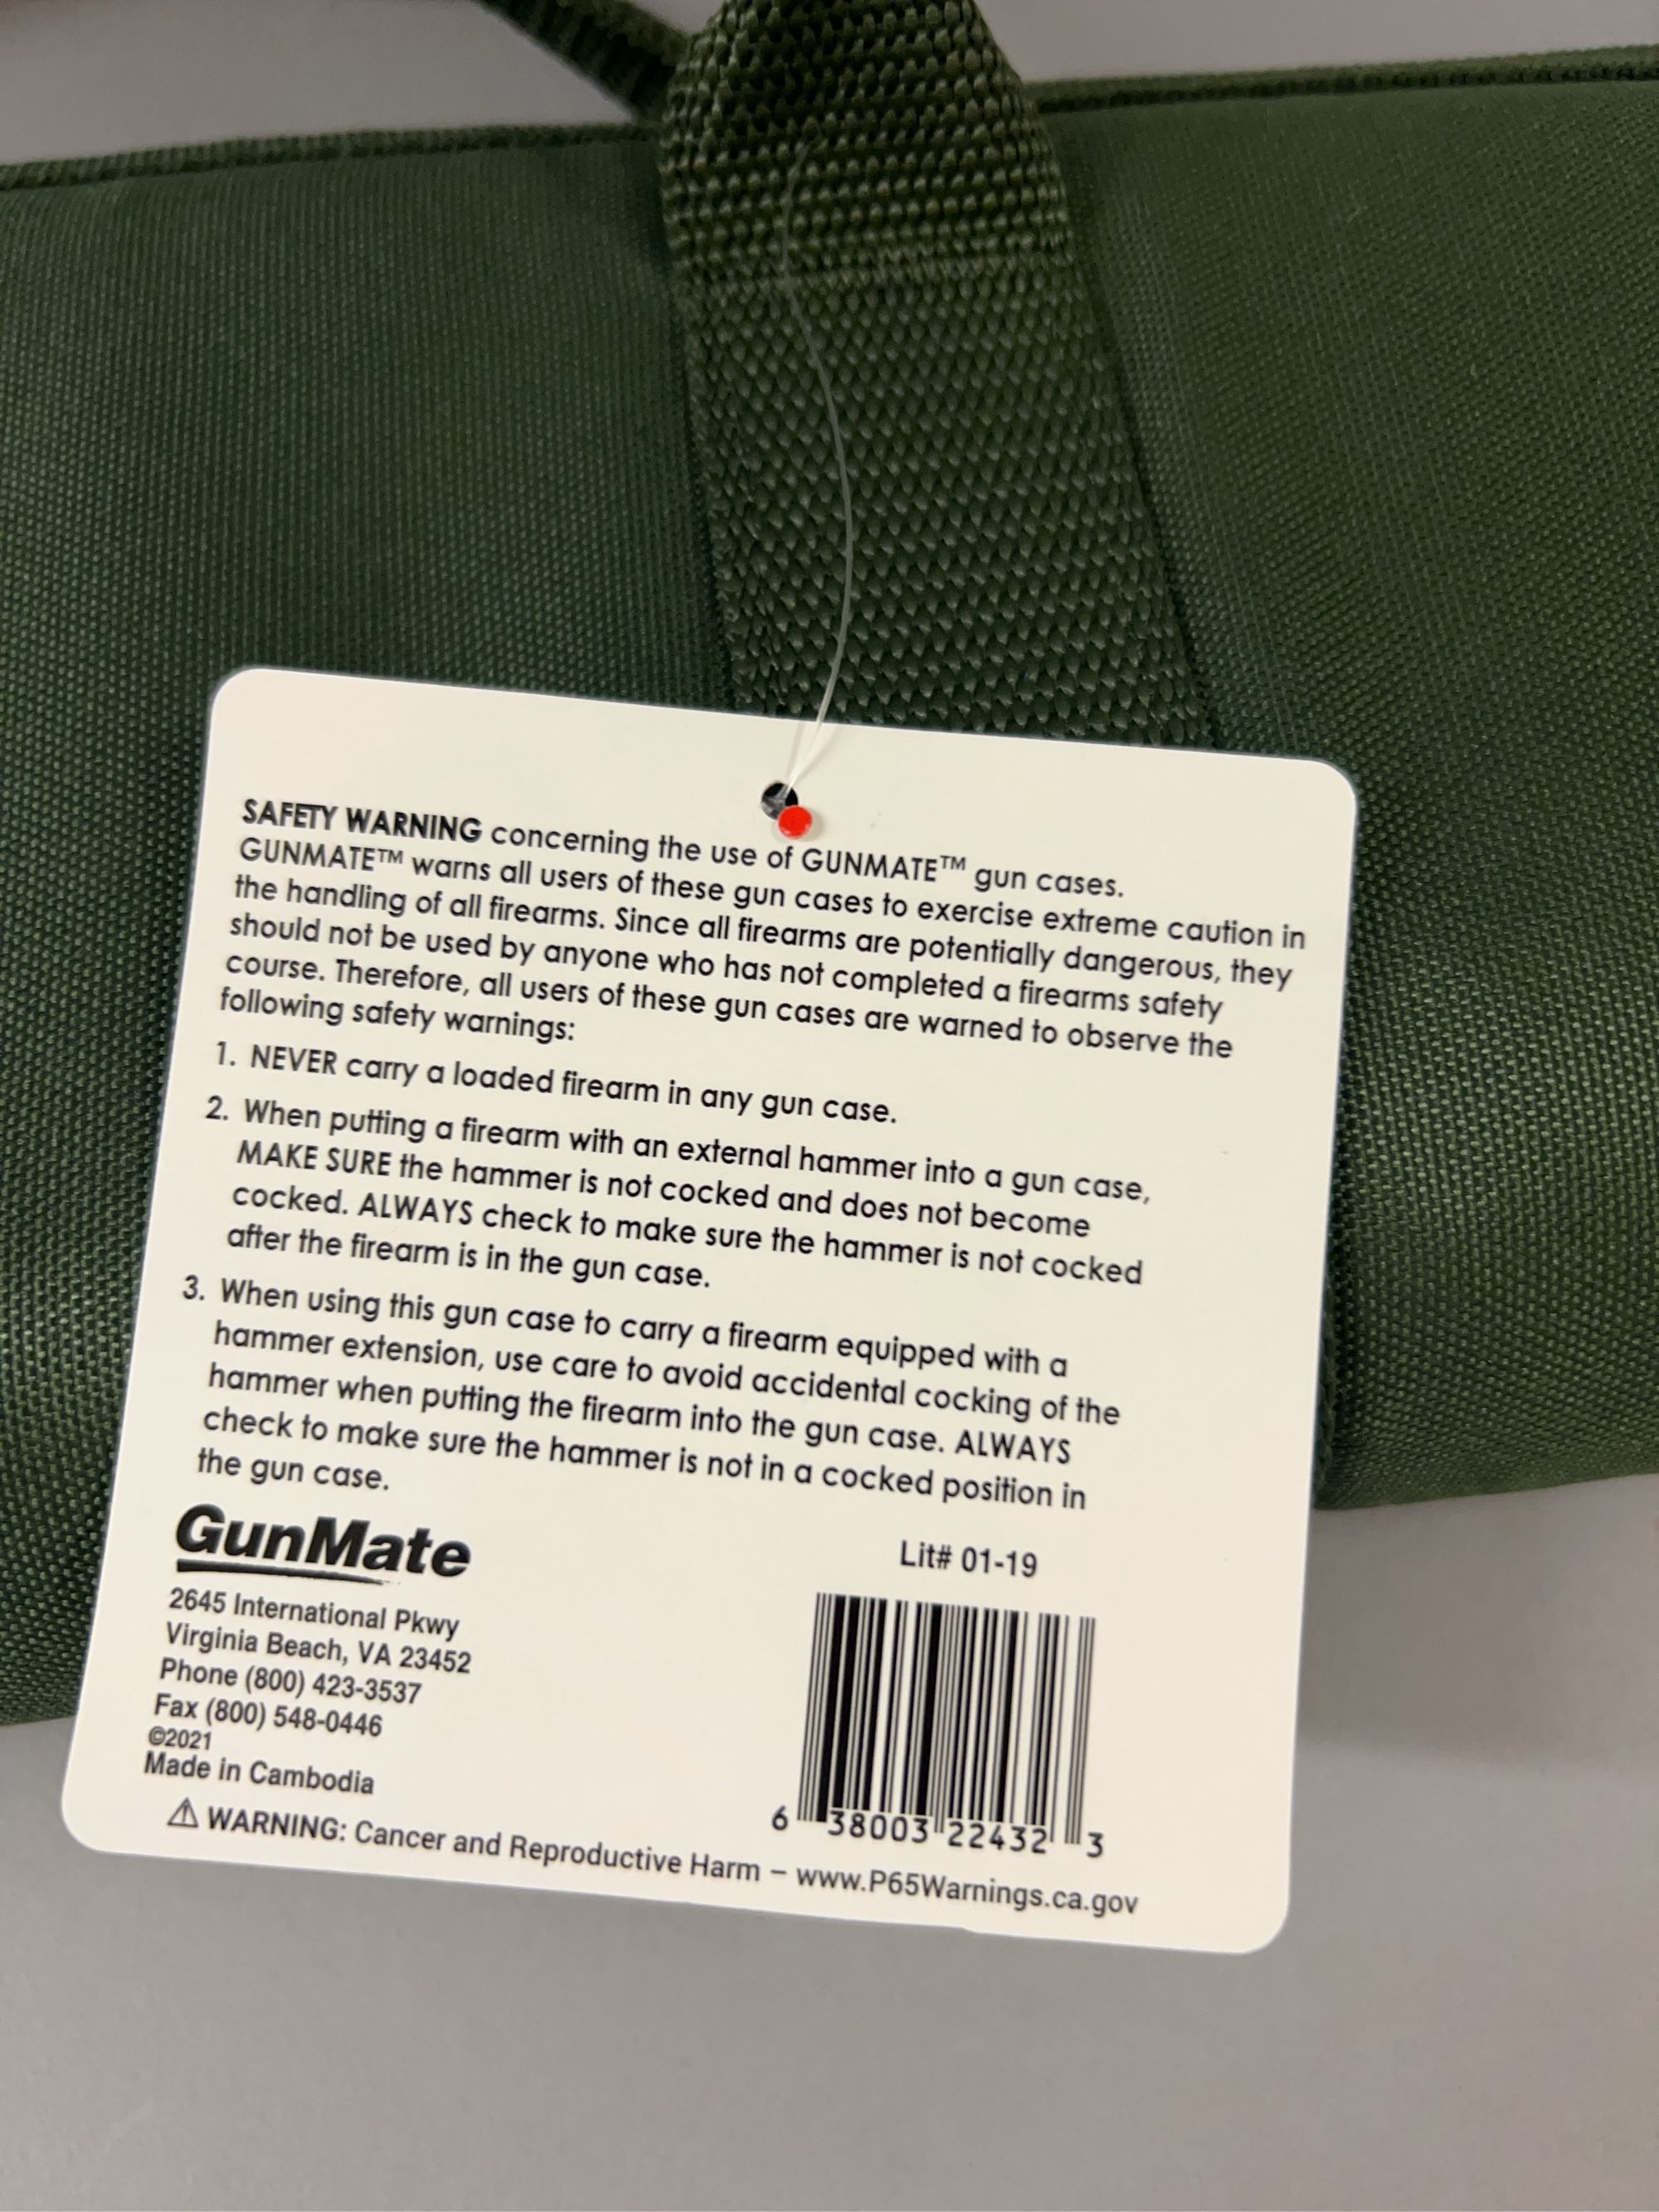 SAFETY WARNING concerning the use of GUNMATE™ gun cases.
GUNMATE™ warns all users of these gun cases to exercise extreme caution in
the handling of all firearms. Since all firearms are potentially dangerous, they
should not be used by anyone who has not completed a firearms safety
course. Therefore, all users of these gun cases are warned to observe the
following safety warnings:
1. NEVER carry a loaded firearm in any gun case.
2. When putting a firearm with an external hammer into a gun case,
MAKE SURE the hammer is not cocked and does not become
cocked. ALWAYS check to make sure the hammer is not cocked
after the firearm is in the gun case.
3. When using this gun case to carry a firearm equipped with a
hammer extension, use care to avoid accidental cocking of the
hammer when putting the firearm into the gun case. ALWAYS
check to make sure the hammer is not in a cocked position in
the gun case.
GunMate
2645 International Pkwy
Virginia Beach, VA 23452
Phone (800) 423-3537
Fax (800) 548-0446
©2021
Made in Cambodia
Lit# 01-19
6 38003 22432 3
⚠ WARNING: Cancer and Reproductive Harm – www.P65Warnings.ca.gov